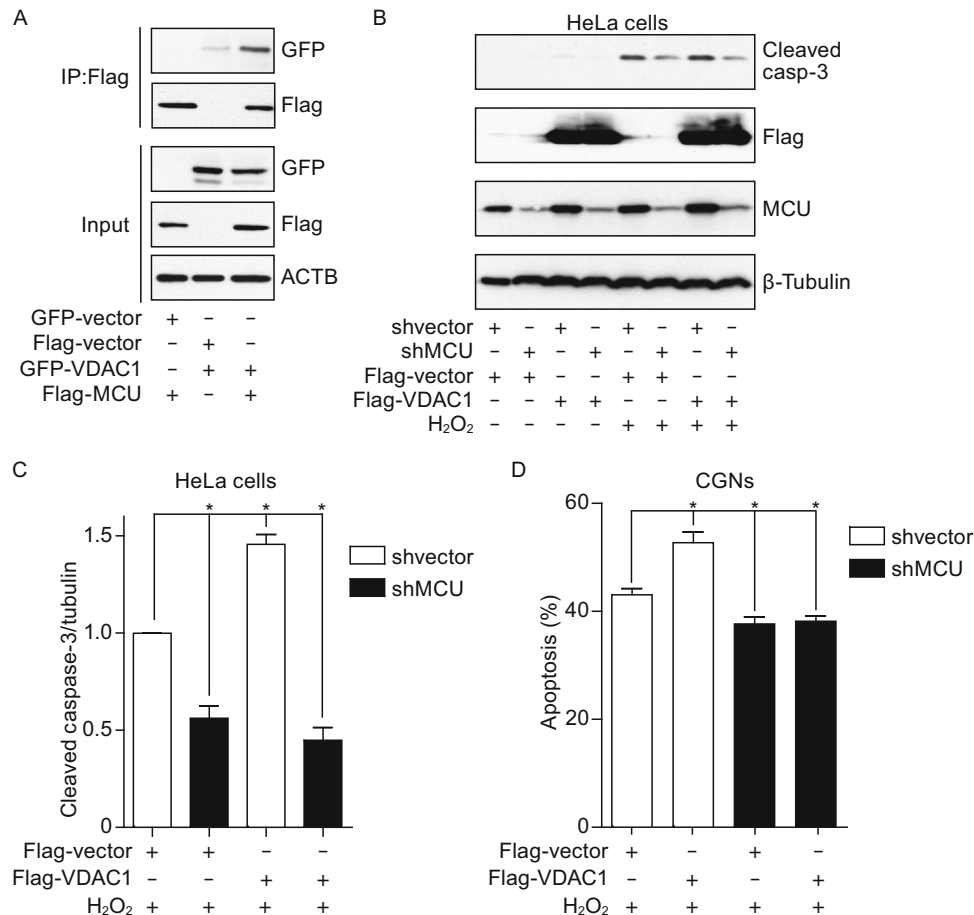 A
IP:Flag
GFP
Flag
Input
GFP
Flag
ACTB
GFP-vector + − −
Flag-vector − + −
GFP-VDAC1 − + +
Flag-MCU + − +
B
HeLa cells
Cleaved
casp-3
Flag
MCU
β-Tubulin
shvector + − + − + − + −
shMCU − + − + − + − +
Flag-vector + + − − + + − −
Flag-VDAC1 − − + + − − + +
H₂O₂ − − − − + + + +
C
HeLa cells
* * *
Cleaved caspase-3/tubulin
1.5
1.0
0.5
0
shvector
shMCU
Flag-vector + + − −
Flag-VDAC1 − − + +
H₂O₂ + + + +
D
CGNs
* * *
Apoptosis (%)
60
40
20
0
shvector
shMCU
Flag-vector + − + −
Flag-VDAC1 − + − +
H₂O₂ + + + +